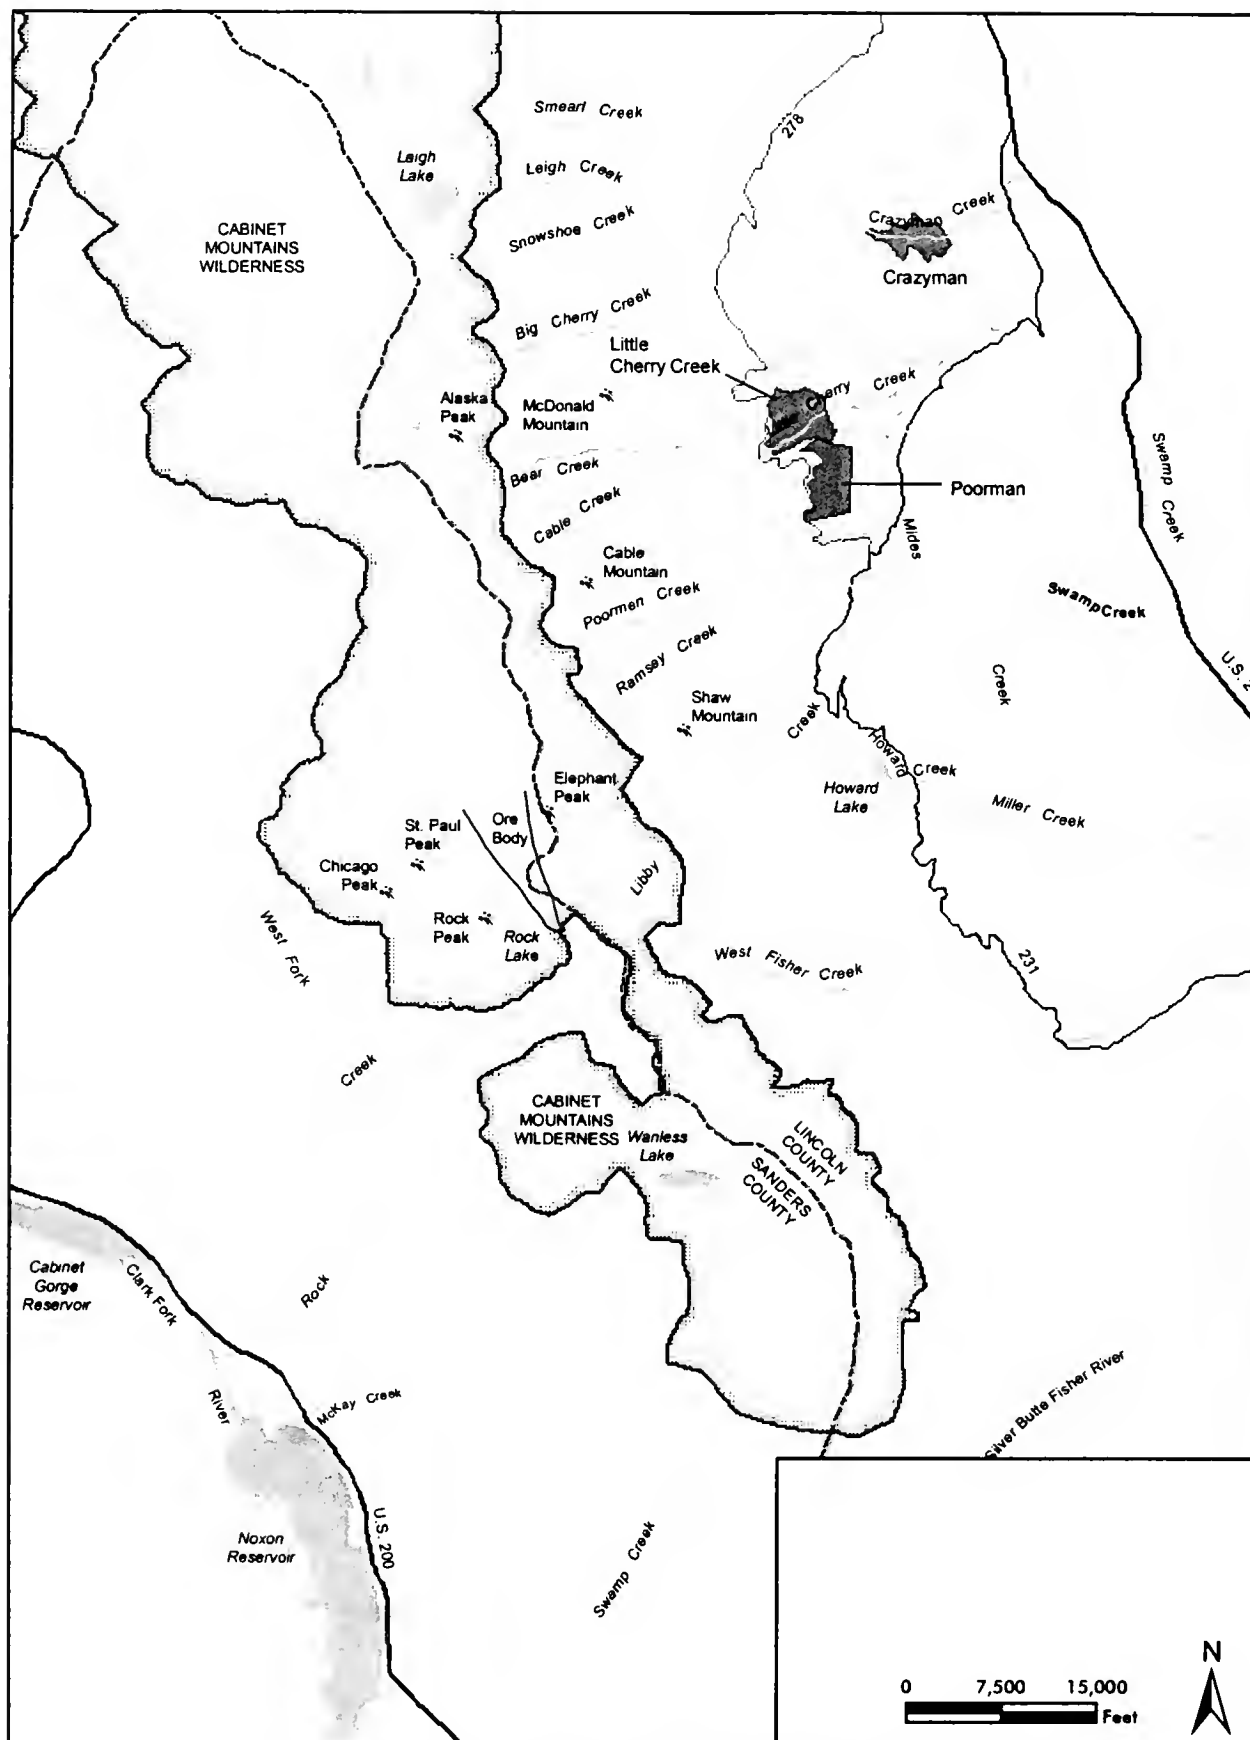 Smearl Creek
278
Leigh
Lake
Leigh Creek
Crazyman Creek
Snowshoe Creek
CABINET
MOUNTAINS
WILDERNESS
Crazyman
Big Cherry Creek
Little
Cherry Creek
Cherry Creek
Alaska
Peak
McDonald
Mountain
Bear Creek
Swamp Creek
Poorman
Cable Creek
Mides
Cable
Mountain
Poormen Creek
Swamp Creek
Ramsey Creek
U.S. 2
Creek
Shaw
Mountain
Creek
Howard Creek
Elephant
Peak
Howard
Lake
Miller Creek
Ore
Body
St. Paul
Peak
Chicago
Peak
Libby
West Fork
Rock
Peak
Rock
Lake
West Fisher Creek
231
Creek
CABINET
MOUNTAINS
WILDERNESS
Wanless
Lake
LINCOLN
COUNTY
SANDERS
COUNTY
Cabinet
Gorge
Reservoir
Clark Fork
Rock
River
McKay Creek
Silver Butte Fisher River
U.S. 200
Noxon
Reservoir
Swamp Creek
N
0 7,500 15,000
Feet